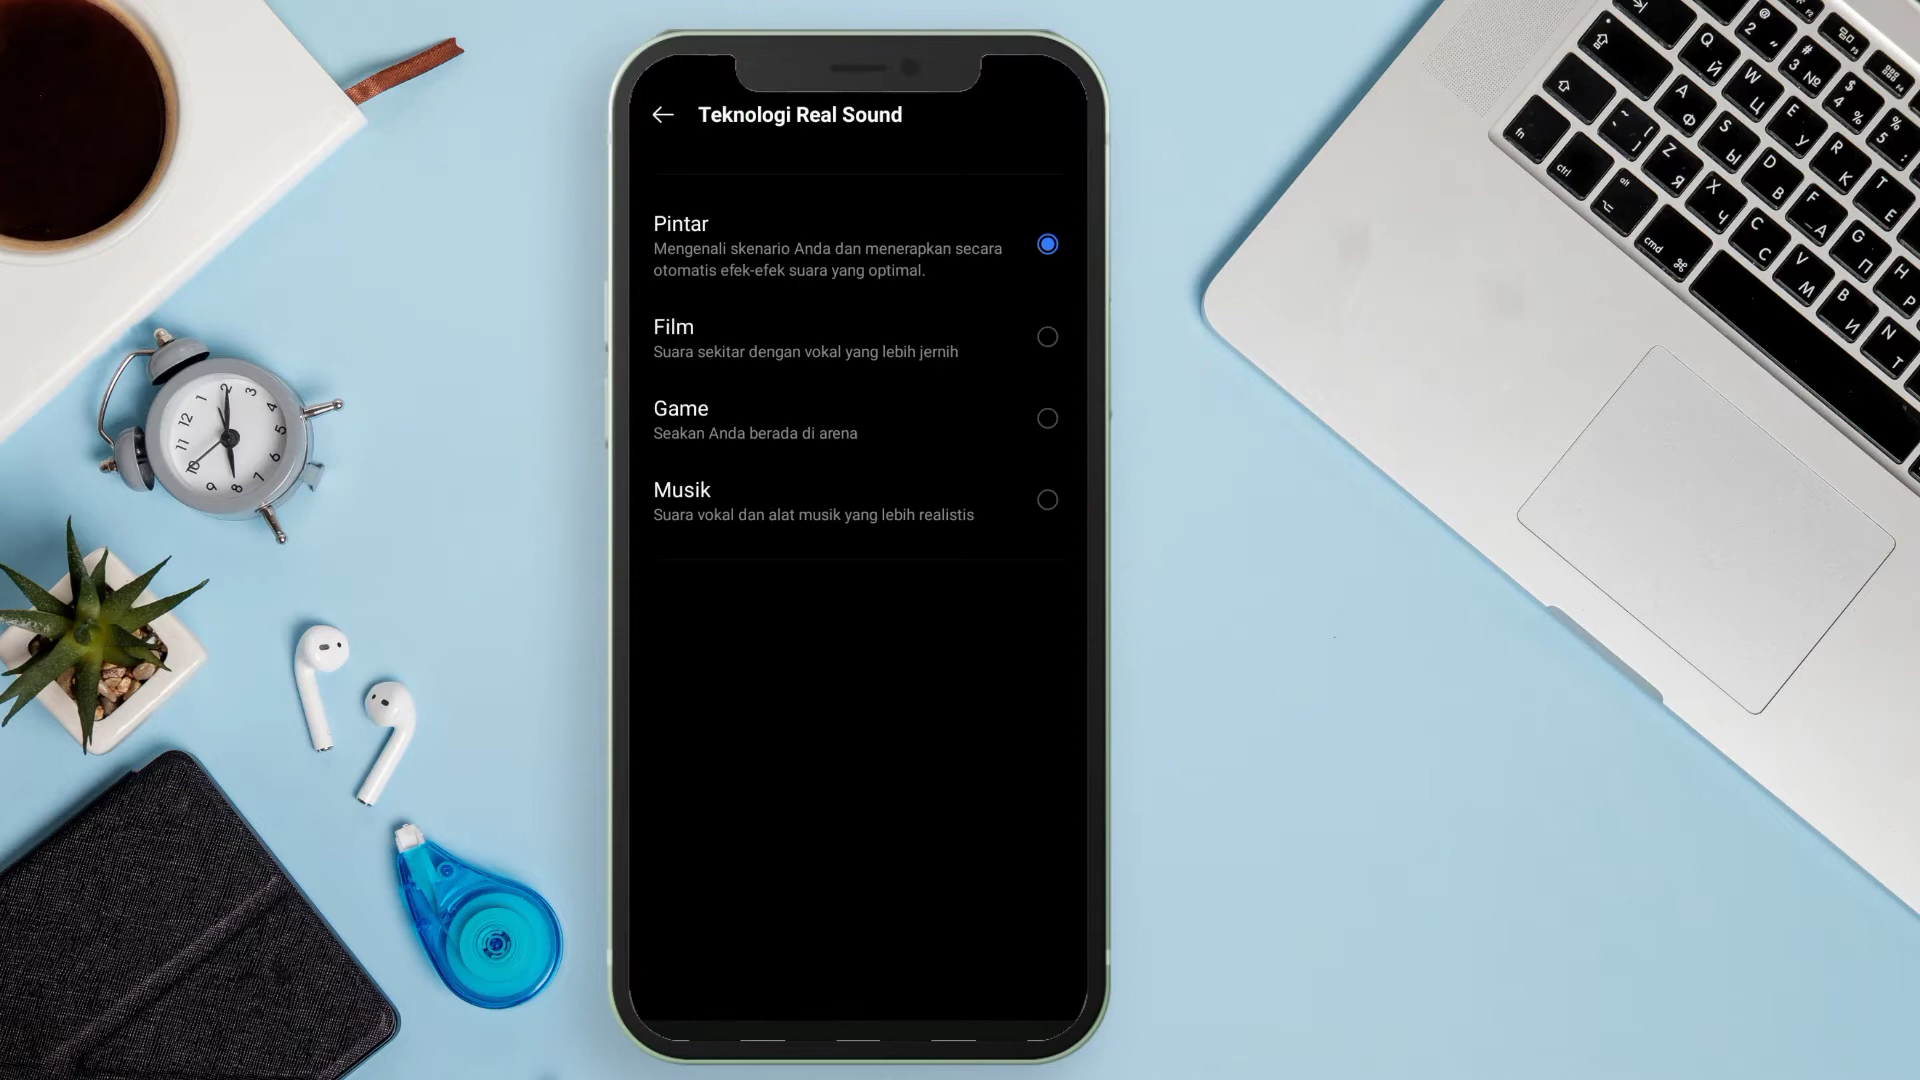 Teknologi Real Sound
Pintar
Mengenali skenario Anda dan menerapkan secara
otomatis efek-efek suara yang optimal.
Film
Suara sekitar dengan vokal yang lebih jernih
Game
Seakan Anda berada di arena
Musik
Suara vokal dan alat musik yang lebih realistis